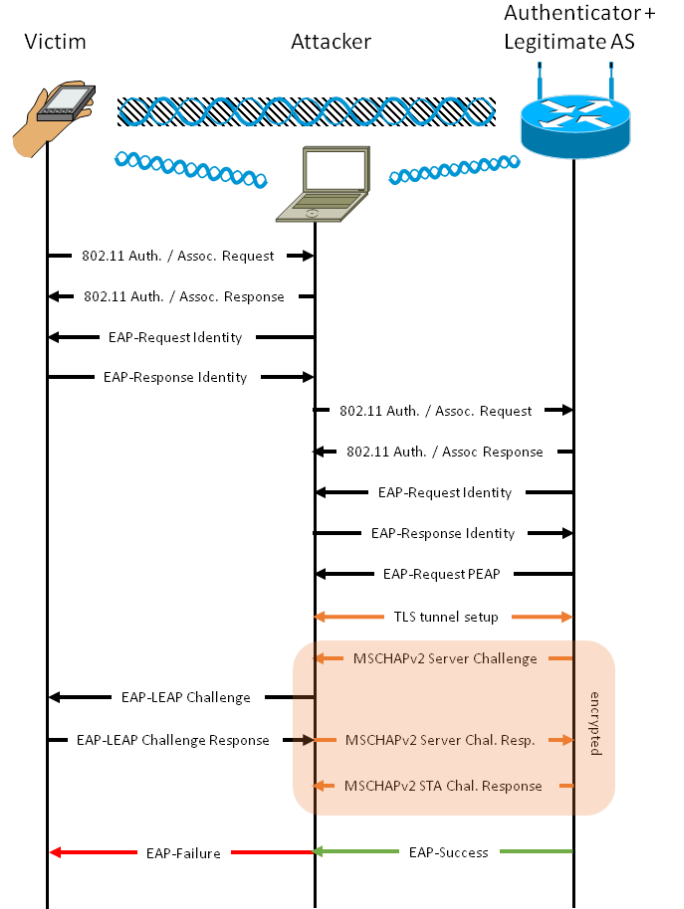 Victim
Attacker
Authenticator +
Legitimate AS
802.11 Auth. / Assoc. Request
802.11 Auth. / Assoc. Response
EAP-Request Identity
EAP-Response Identity
802.11 Auth. / Assoc. Request
802.11 Auth. / Assoc Response
EAP-Request Identity
EAP-Response Identity
EAP-Request PEAP
TLS tunnel setup
MSCHAPv2 Server Challenge
EAP-LEAP Challenge
encrypted
EAP-LEAP Challenge Response
MSCHAPv2 Server Chal. Resp.
MSCHAPv2 STA Chal. Response
EAP-Failure
EAP-Success